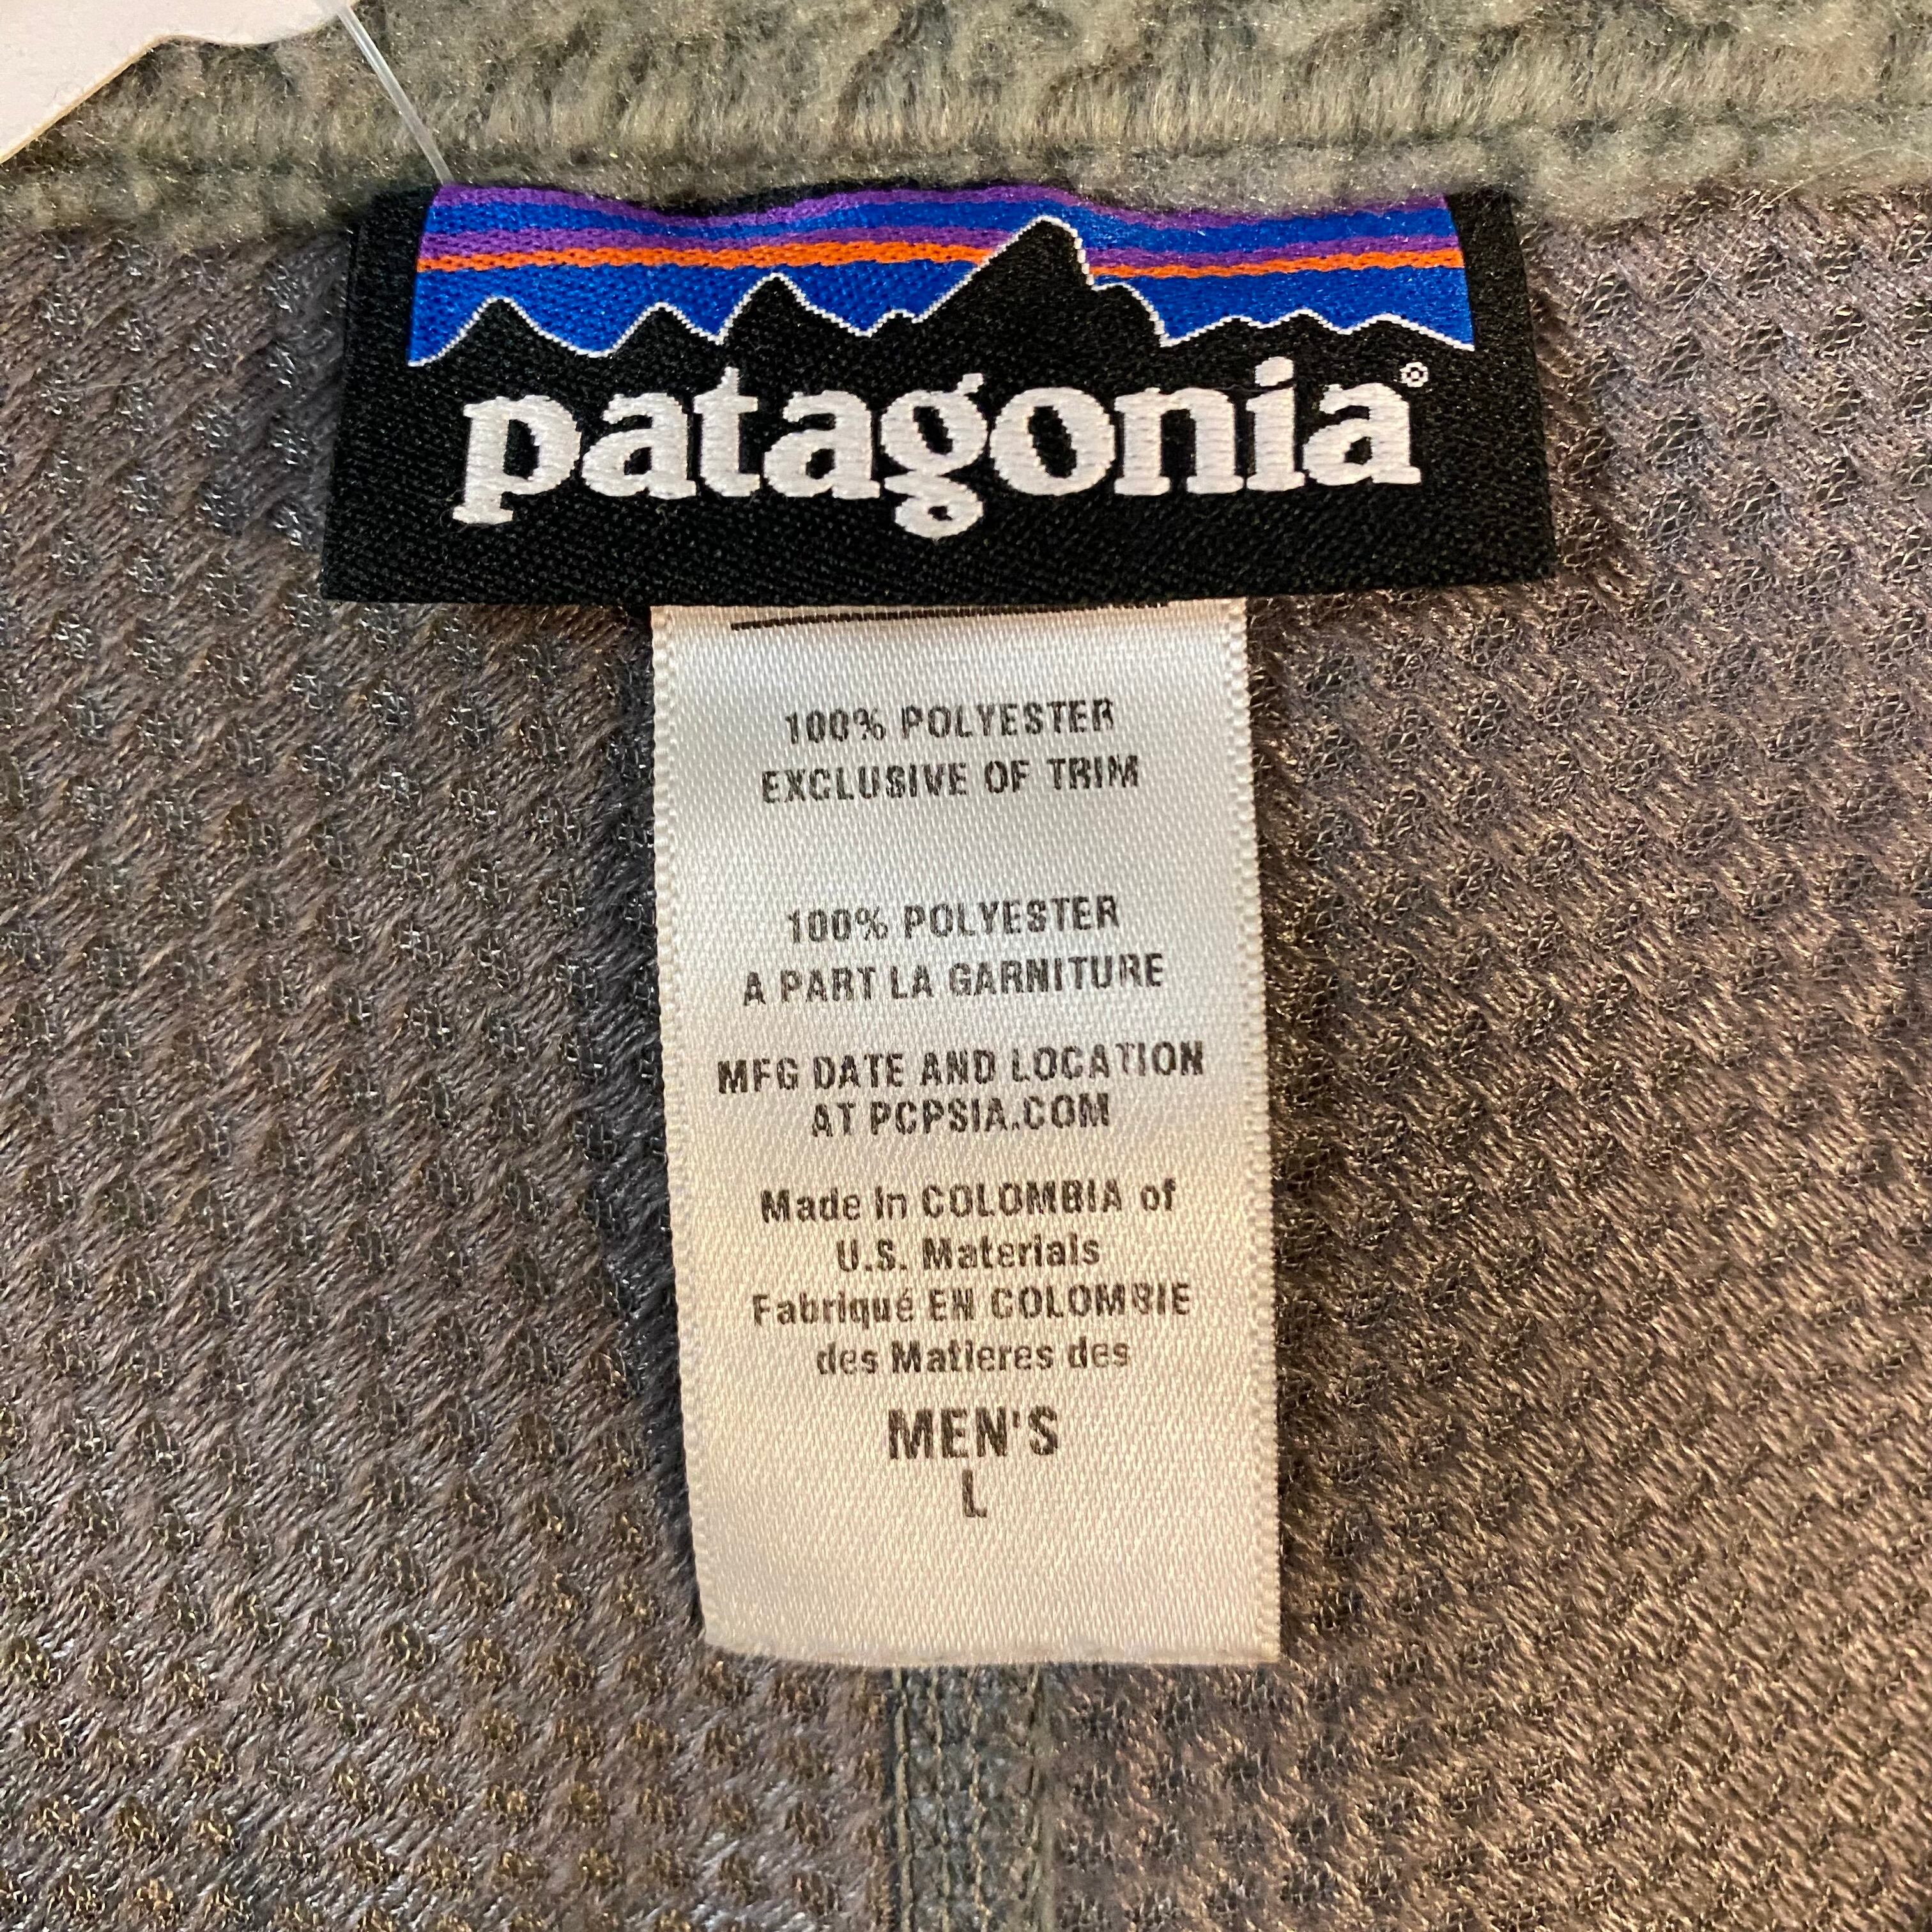 patagonia®
100% POLYESTER
EXCLUSIVE OF TRIM
100% POLYESTER
A PART LA GARNITURE
MFG DATE AND LOCATION
AT PCPSIA.COM
Made in COLOMBIA of
U.S. Materials
Fabriqué EN COLOMBIE
des Matieres des
MEN'S
L